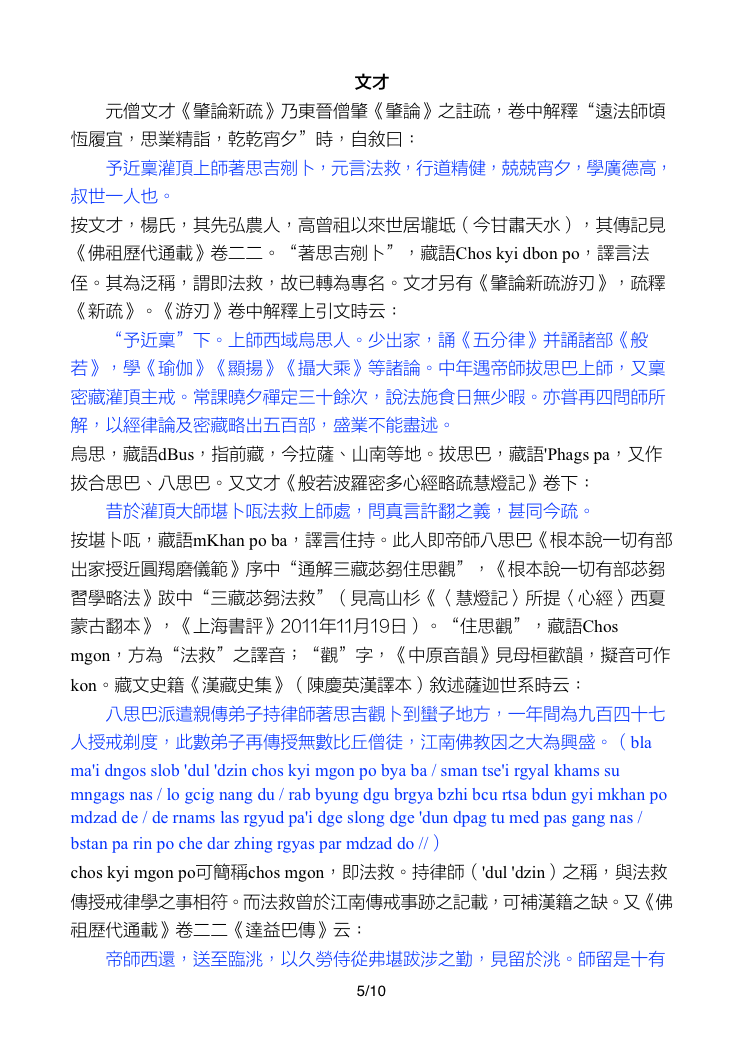 文才
元僧文才《肇論新疏》乃東晉僧肇《肇論》之註疏，卷中解釋“遠法師頃
恆履宜，思業精詣，乾乾宵夕”時，自敘曰：
予近稟灌頂上師著思吉剜卜，元言法救，行道精健，兢兢宵夕，學廣德高，
叔世一人也。
按文才，楊氏，其先弘農人，高曾祖以來世居壠坻（今甘肅天水），其傳記見
《佛祖歷代通載》卷二二。“著思吉剜卜”，藏語Chos kyi dbon po，譯言法
侄。其為泛稱，謂即法救，故已轉為專名。文才另有《肇論新疏游刃》，疏釋
《新疏》。《游刃》卷中解釋上引文時云：
“予近稟”下。上師西域烏思人。少出家，誦《五分律》并誦諸部《般
若》，學《瑜伽》《顯揚》《攝大乘》等諸論。中年遇帝師拔思巴上師，又稟
密藏灌頂主戒。常課曉夕禪定三十餘次，說法施食日無少暇。亦嘗再四問師所
解，以經律論及密藏略出五百部，盛業不能盡述。
烏思，藏語dBus，指前藏，今拉薩、山南等地。拔思巴，藏語'Phags pa，又作
拔合思巴、八思巴。又文才《般若波羅密多心經略疏慧燈記》卷下：
昔於灌頂大師堪卜㕷法救上師處，問真言許翻之義，甚同今疏。
按堪卜㕷，藏語mKhan po ba，譯言住持。此人即帝師八思巴《根本說一切有部
出家授近圓羯磨儀範》序中“通解三藏苾芻住思觀”，《根本說一切有部苾芻
習學略法》跋中“三藏苾芻法救”（見高山杉《〈慧燈記〉所提〈心經〉西夏
蒙古翻本》，《上海書評》2011年11月19日）。“住思觀”，藏語Chos
mgon，方為“法救”之譯音；“觀”字，《中原音韻》見母桓歡韻，擬音可作
kon。藏文史籍《漢藏史集》（陳慶英漢譯本）敘述薩迦世系時云：
八思巴派遣親傳弟子持律師著思吉觀卜到蠻子地方，一年間為九百四十七
人授戒剃度，此數弟子再傳授無數比丘僧徒，江南佛教因之大為興盛。（bla
ma'i dngos slob 'dul 'dzin chos kyi mgon po bya ba / sman tse'i rgyal khams su
mngags nas / lo gcig nang du / rab byung dgu brgya bzhi bcu rtsa bdun gyi mkhan po
mdzad de / de rnams las rgyud pa'i dge slong dge 'dun dpag tu med pas gang nas /
bstan pa rin po che dar zhing rgyas par mdzad do //）
chos kyi mgon po可簡稱chos mgon，即法救。持律師（'dul 'dzin）之稱，與法救
傳授戒律學之事相符。而法救曾於江南傳戒事跡之記載，可補漢籍之缺。又《佛
祖歷代通載》卷二二《達益巴傳》云：
帝師西還，送至臨洮，以久勞侍從弗堪跋涉之勤，見留於洮。師留是十有
5/10